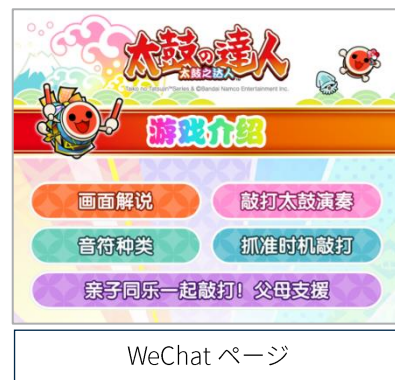 太鼓の達人
太鼓之达人
Taiko no Tatsujin™Series & ©Bandai Namco Entertainment Inc.
游戏介绍
画面解说
敲打太鼓演奏
音符种类
抓准时机敲打
亲子同乐一起敲打！父母支援
WeChat ページ